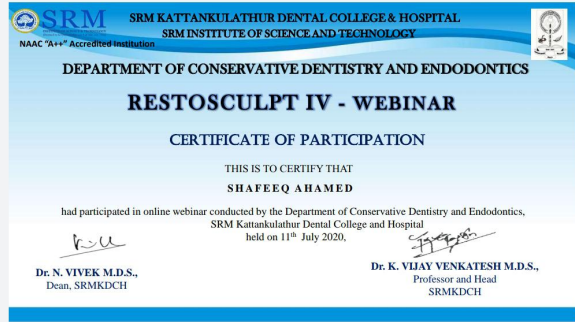 SRM
SRM KATTANKULATHUR DENTAL COLLEGE & HOSPITAL
SRM INSTITUTE OF SCIENCE AND TECHNOLOGY
NAAC "A++" Accredited Institution
DEPARTMENT OF CONSERVATIVE DENTISTRY AND ENDODONTICS
RESTOSCULPT IV - WEBINAR
CERTIFICATE OF PARTICIPATION
THIS IS TO CERTIFY THAT
SHAFEEQ AHAMED
had participated in online webinar conducted by the Department of Conservative Dentistry and Endodontics,
SRM Kattankulathur Dental College and Hospital
held on 11th July 2020,
Dr. N. VIVEK M.D.S.,
Dean, SRMKDCH
Dr. K. VIJAY VENKATESH M.D.S.,
Professor and Head
SRMKDCH